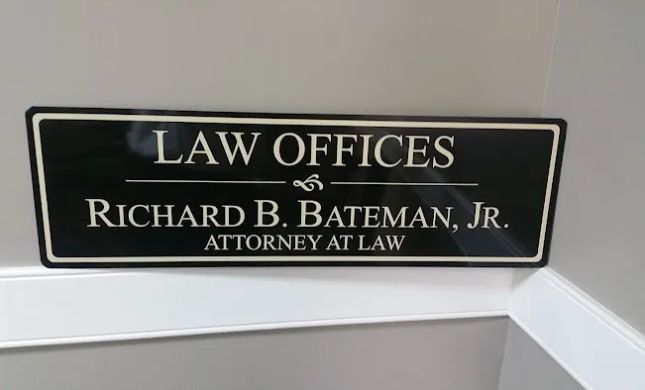 LAW OFFICES
RICHARD B. BATEMAN, JR.
ATTORNEY AT LAW